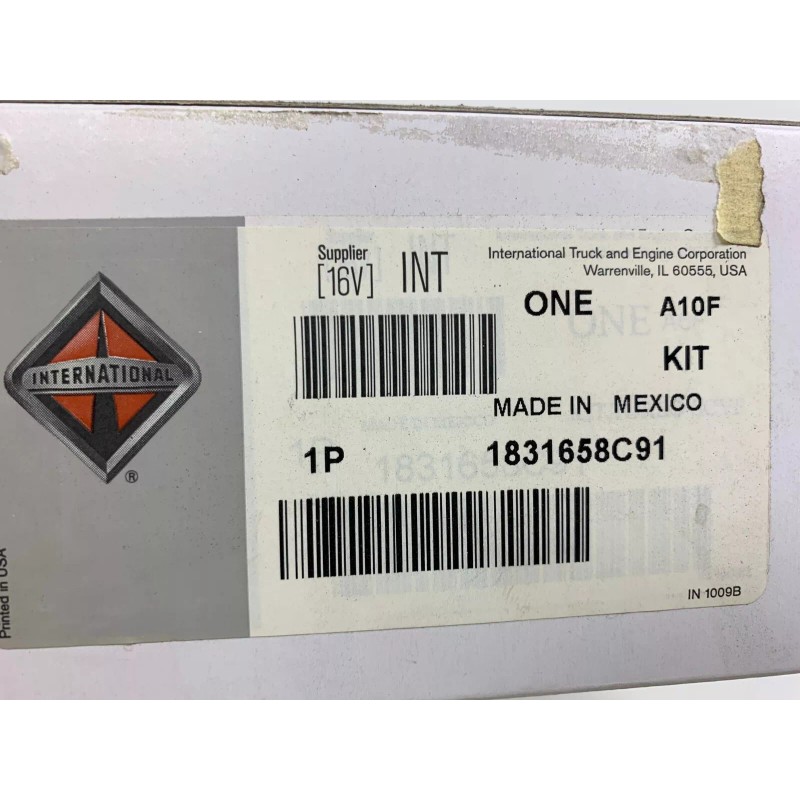 Supplier
[16V] INT
International Truck and Engine Corporation
Warrenville, IL 60555, USA
ONE A10F
KIT
MADE IN MEXICO
1P 1831658C91
IN 1009B
INTERNATIONAL
®
Printed in USA